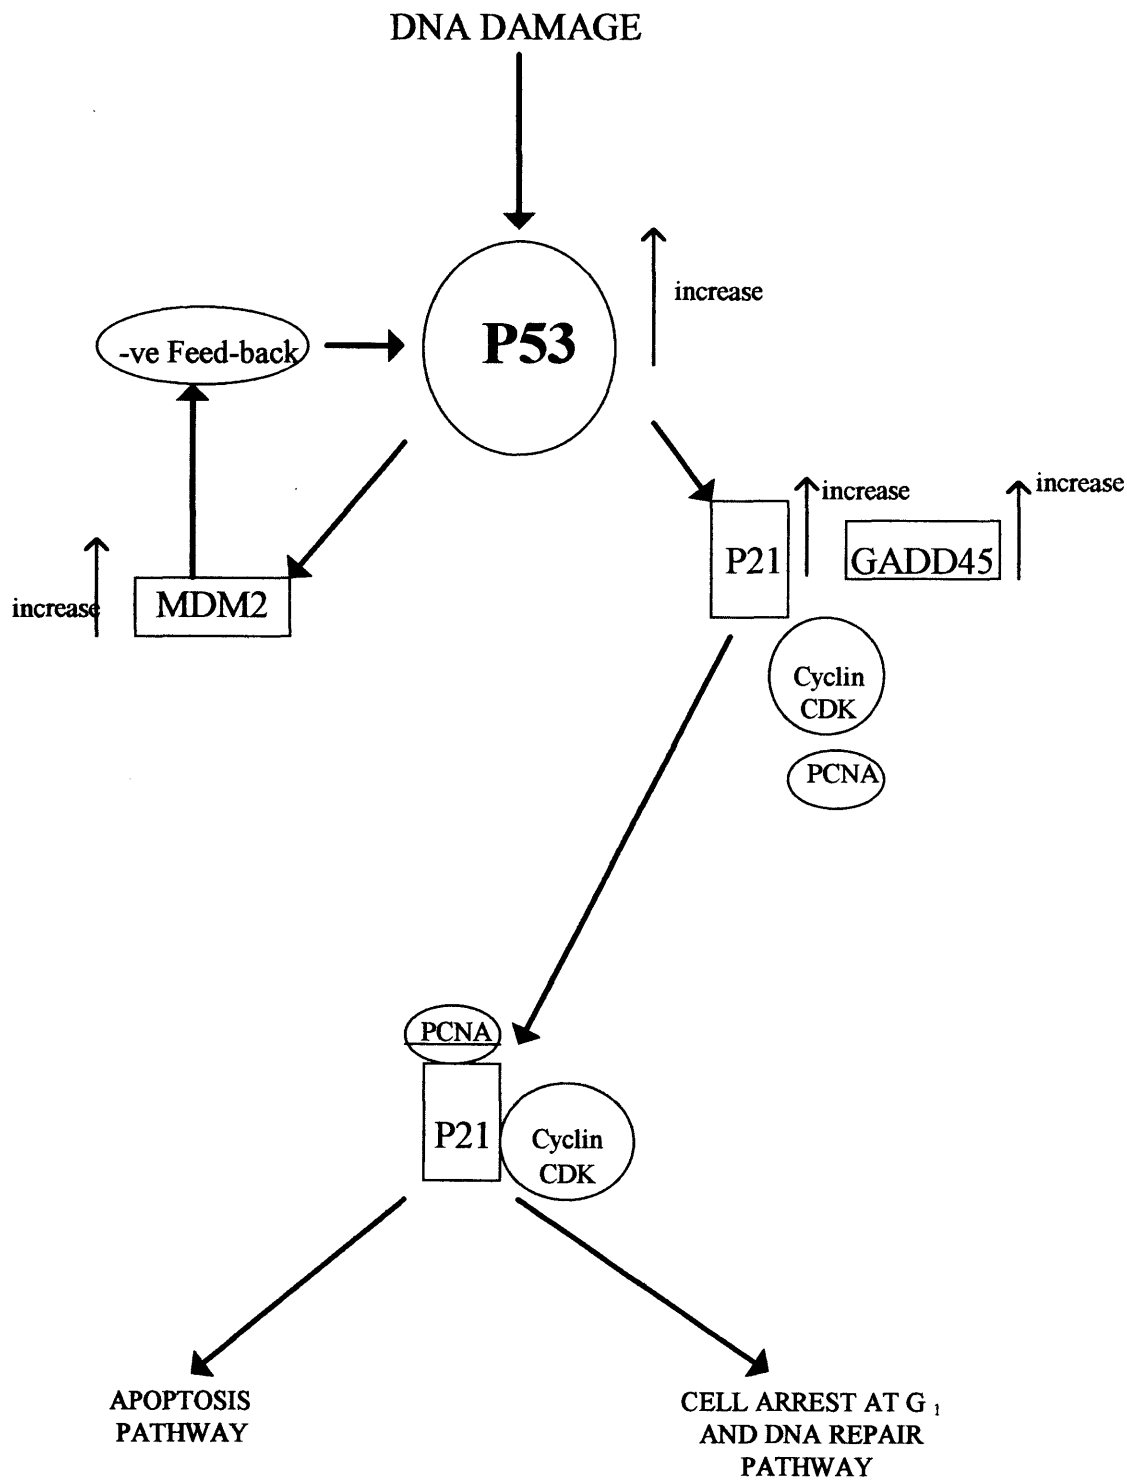 DNA DAMAGE
increase
P53
-ve Feed-back
increase
increase
P21
GADD45
increase
MDM2
Cyclin
CDK
PCNA
PCNA
P21
Cyclin
CDK
APOPTOSIS
PATHWAY
CELL ARREST AT G 1
AND DNA REPAIR
PATHWAY